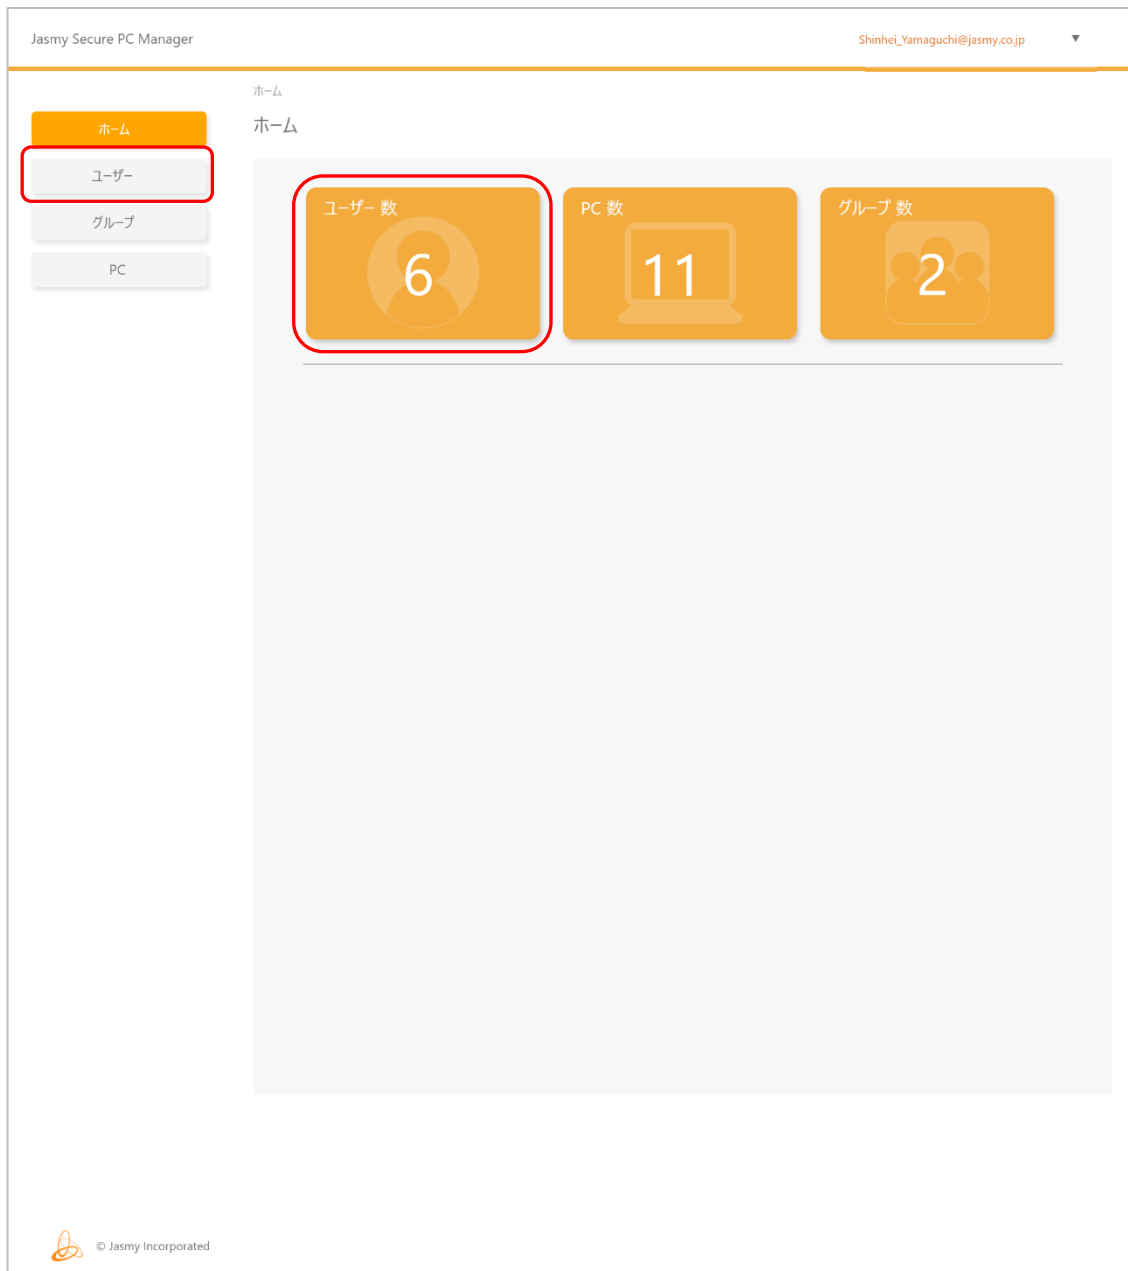 Jasmy Secure PC Manager
Shinhei_Yamaguchi@jasmy.co.jp ▼
ホーム
ホーム
ホーム
ユーザー
グループ
PC
ユーザー 数
6
PC 数
11
グループ 数
2
© Jasmy Incorporated